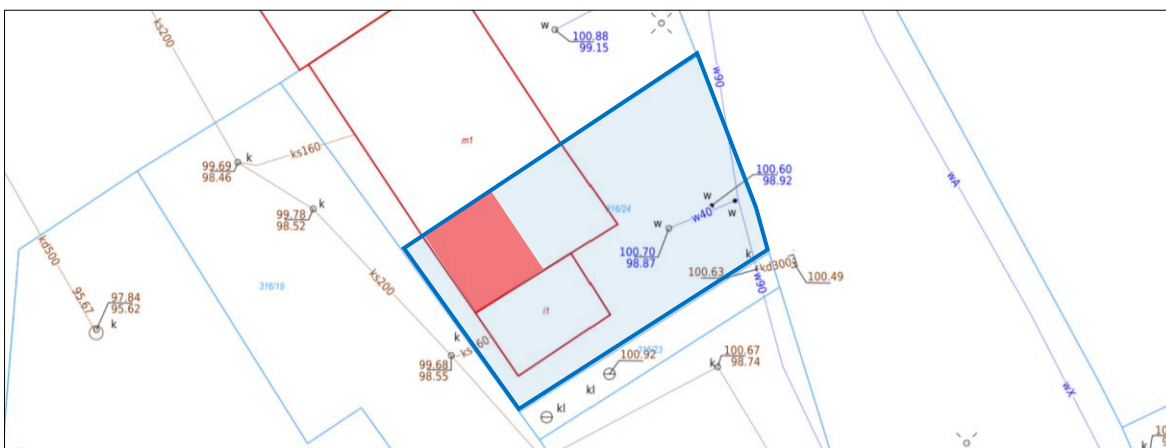 ks200
w
100.88
99.15
w90
m1
ks160
k
99.69
98.46
100.60
98.92
wA
w
k
99.78
98.52
316/24
w40
w
w
kd500
100.70
98.87
k
100.63
kd300
100.49
ks200
w90
316/19
95.67
97.84
95.62
k
i1
k
ks160
316/23
99.68
98.55
100.92
100.67
98.74
k
kl
wX
kl
k